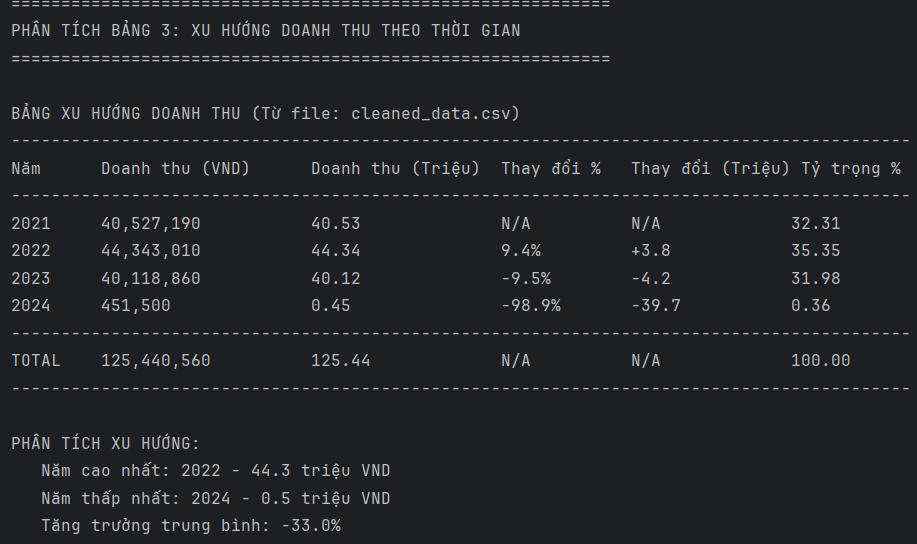 ============================================================
PHÂN TÍCH BẢNG 3: XU HƯỚNG DOANH THU THEO THỜI GIAN
============================================================
BẢNG XU HƯỚNG DOANH THU (Từ file: cleaned_data.csv)
------------------------------------------------------------------------------------------
Năm Doanh thu (VND) Doanh thu (Triệu) Thay đổi % Thay đổi (Triệu) Tỷ trọng %
------------------------------------------------------------------------------------------
2021 40,527,190 40.53 N/A N/A 32.31
2022 44,343,010 44.34 9.4% +3.8 35.35
2023 40,118,860 40.12 -9.5% -4.2 31.98
2024 451,500 0.45 -98.9% -39.7 0.36
------------------------------------------------------------------------------------------
TOTAL 125,440,560 125.44 N/A N/A 100.00
------------------------------------------------------------------------------------------
PHÂN TÍCH XU HƯỚNG:
Năm cao nhất: 2022 - 44.3 triệu VND
Năm thấp nhất: 2024 - 0.5 triệu VND
Tăng trưởng trung bình: -33.0%